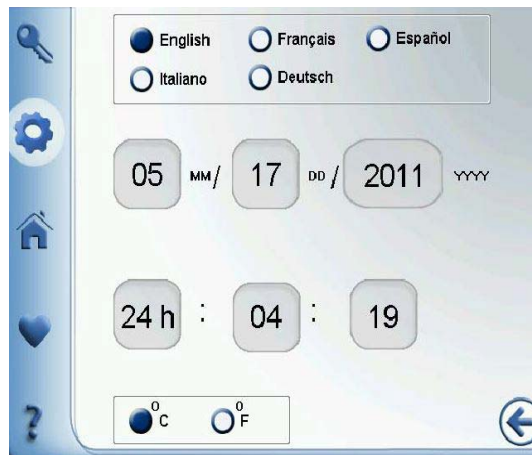 English Français Español
Italiano Deutsch
05 MM/ 17 DD / 2011 YYYY
24 h : 04 : 19
°C °F
?